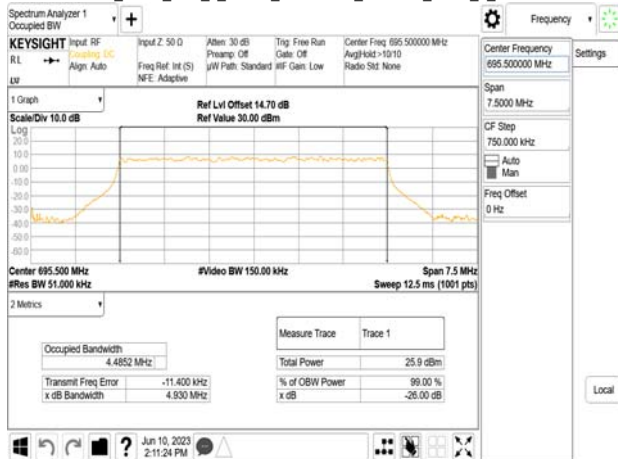 Spectrum Analyzer 1
Occupied BW
Frequency
KEYSIGHT
Input: RF
Coupling: DC
Align: Auto
Input Z: 50 Ω
Freq Ref: Int (S)
NFE: Adaptive
Atten: 30 dB
Preamp: Off
µW Path: Standard
Trig: Free Run
Gate: Off
#IF Gain: Low
Center Freq: 695.500000 MHz
Avg|Hold:>10/10
Radio Std: None
RL
Center Frequency
695.500000 MHz
Settings
Span
7.5000 MHz
CF Step
750.000 kHz
Auto
Man
Freq Offset
0 Hz
Local
1 Graph
Scale/Div 10.0 dB
Ref Lvl Offset 14.70 dB
Ref Value 30.00 dBm
Log
20.0
10.0
0.00
-10.0
-20.0
-30.0
-40.0
-50.0
-60.0
Center 695.500 MHz
#Video BW 150.00 kHz
Span 7.5 MHz
#Res BW 51.000 kHz
Sweep 12.5 ms (1001 pts)
2 Metrics
Measure Trace
Trace 1
Occupied Bandwidth
4.4852 MHz
Total Power
25.9 dBm
Transmit Freq Error
-11.400 kHz
% of OBW Power
99.00 %
x dB Bandwidth
4.930 MHz
x dB
-26.00 dB
Jun 10, 2023
2:11:24 PM